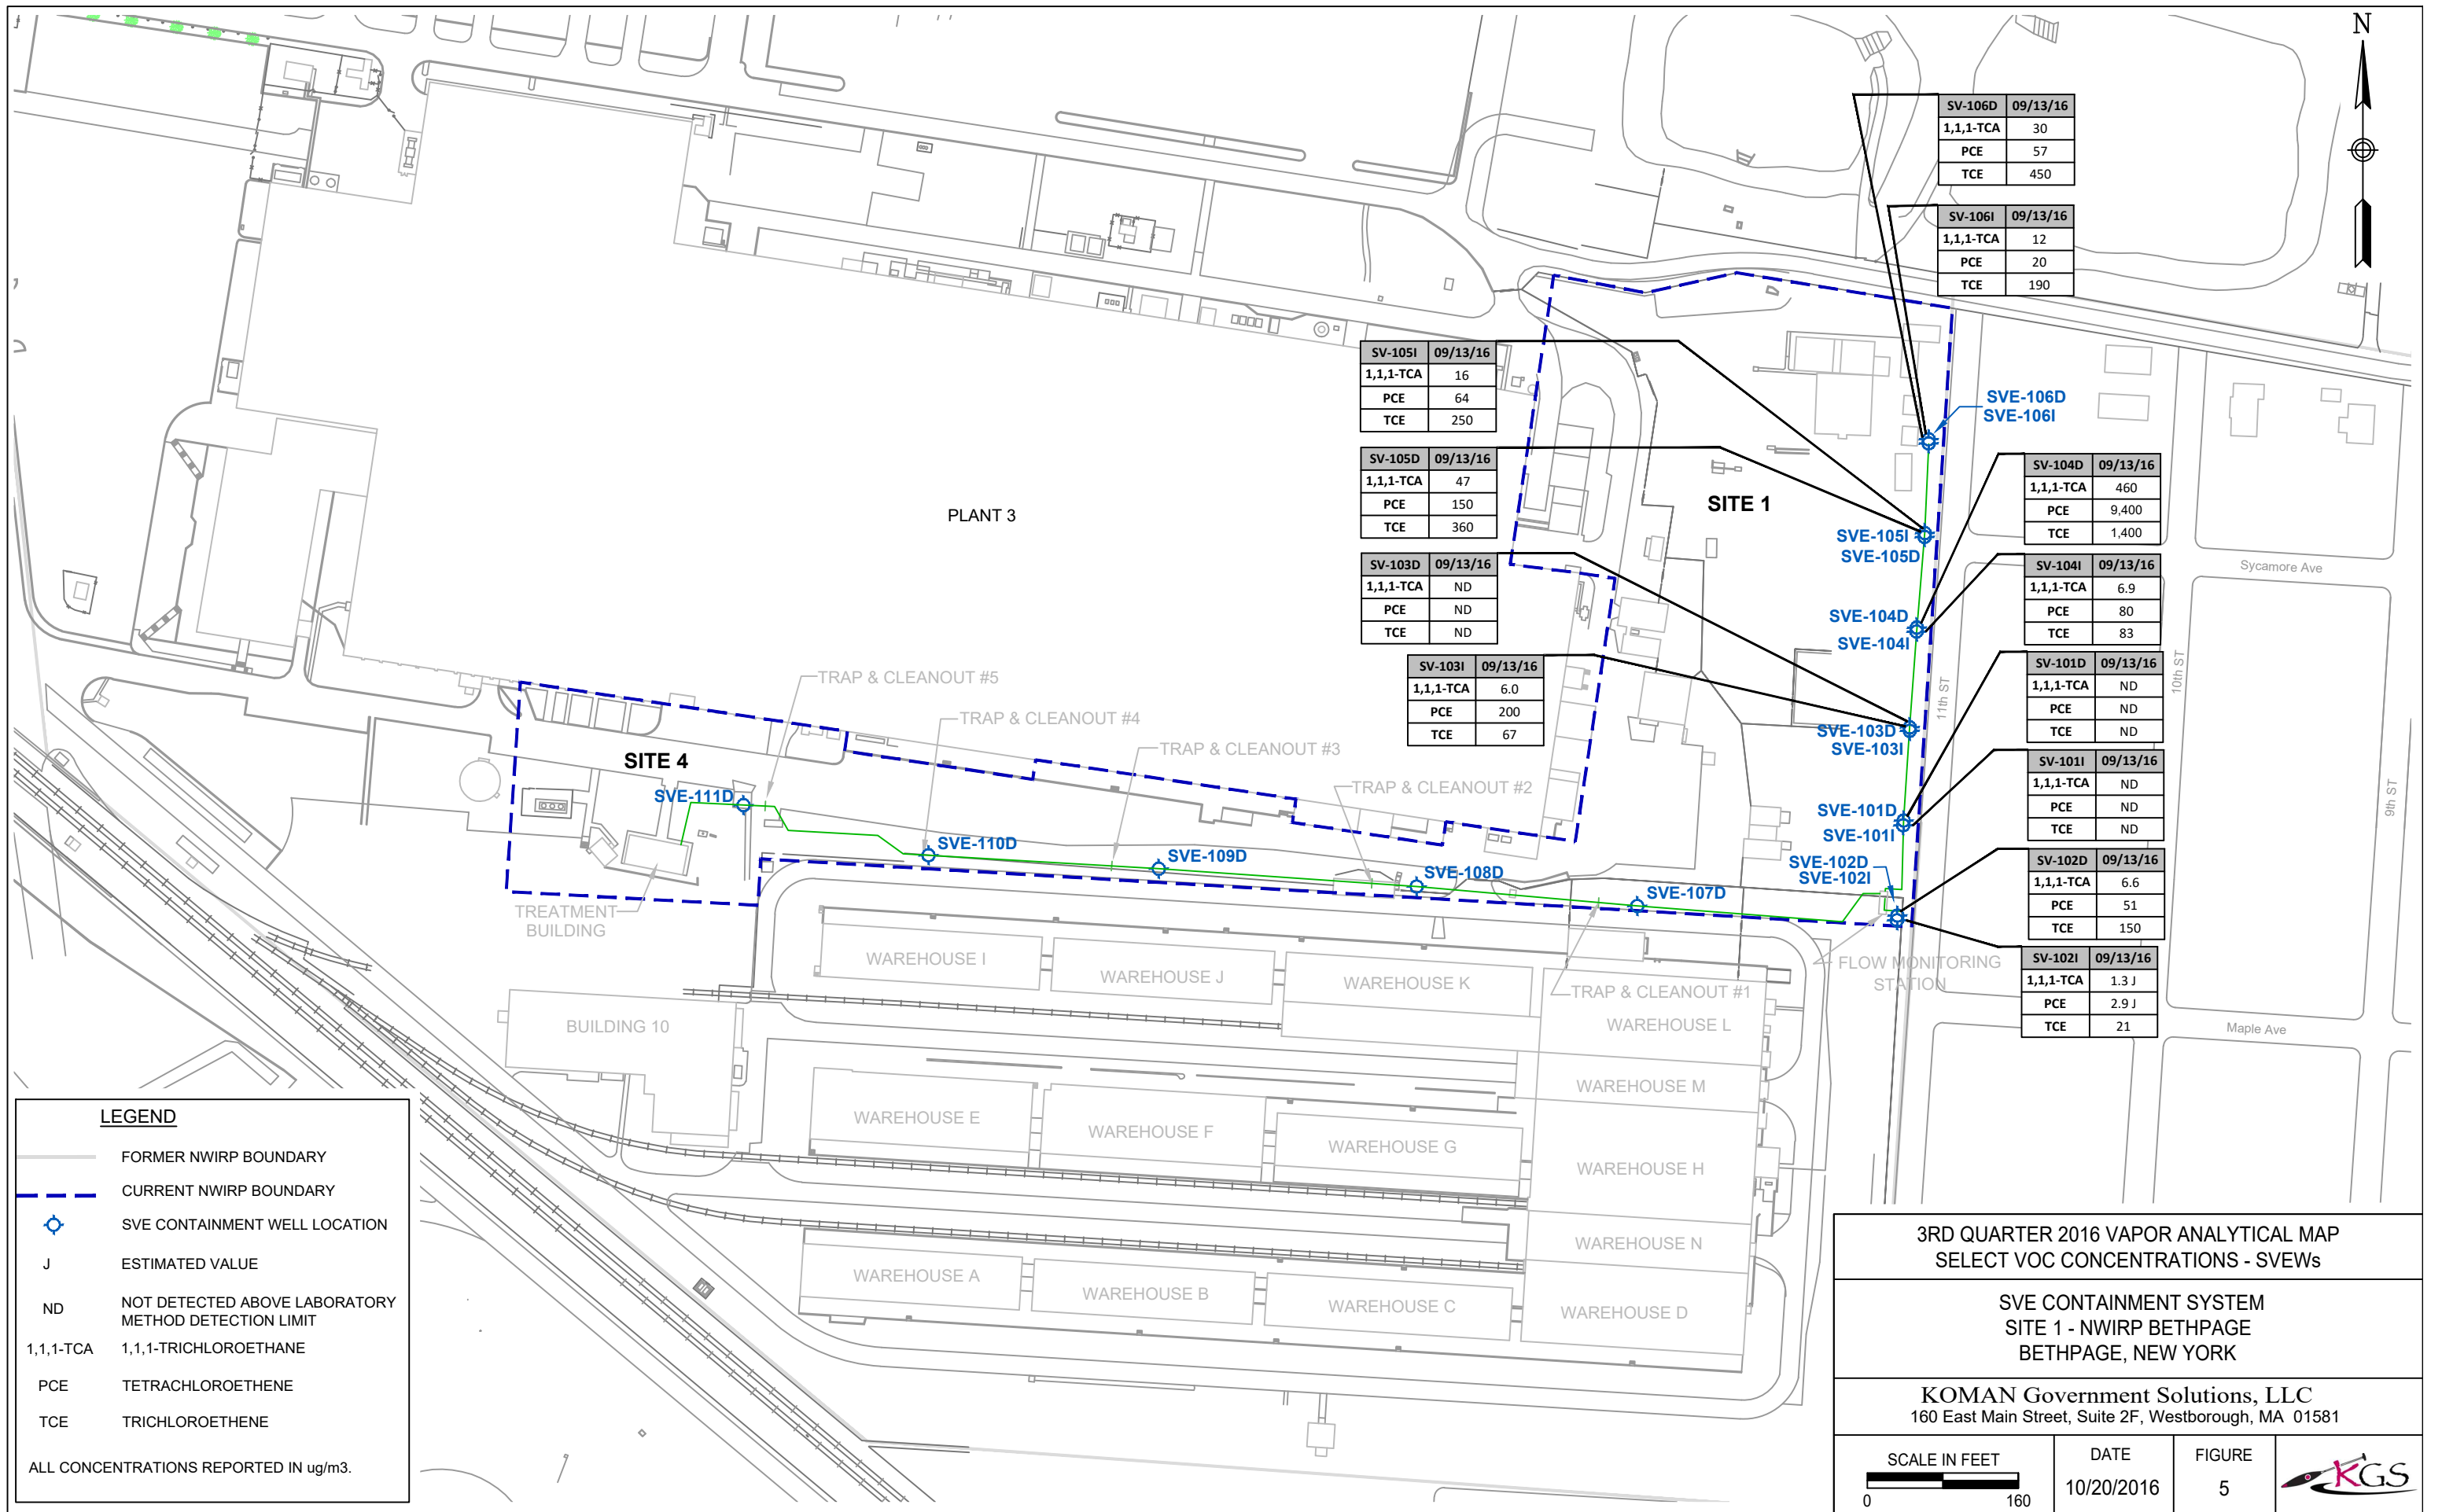 N
SV-106D 09/13/16
1,1,1-TCA 30
PCE 57
TCE 450
SV-106I 09/13/16
1,1,1-TCA 12
PCE 20
TCE 190
SV-105I 09/13/16
1,1,1-TCA 16
PCE 64
TCE 250
SV-105D 09/13/16
1,1,1-TCA 47
PCE 150
TCE 360
SV-103D 09/13/16
1,1,1-TCA ND
PCE ND
TCE ND
SV-103I 09/13/16
1,1,1-TCA 6.0
PCE 200
TCE 67
SV-104D 09/13/16
1,1,1-TCA 460
PCE 9,400
TCE 1,400
SV-104I 09/13/16
1,1,1-TCA 6.9
PCE 80
TCE 83
SV-101D 09/13/16
1,1,1-TCA ND
PCE ND
TCE ND
SV-101I 09/13/16
1,1,1-TCA ND
PCE ND
TCE ND
SV-102D 09/13/16
1,1,1-TCA 6.6
PCE 51
TCE 150
SV-102I 09/13/16
1,1,1-TCA 1.3 J
PCE 2.9 J
TCE 21
SVE-106D
SVE-106I
SITE 1
SVE-105I
SVE-105D
SVE-104D
SVE-104I
SVE-103D
SVE-103I
SVE-101D
SVE-101I
SVE-102D
SVE-102I
PLANT 3
Sycamore Ave
11th ST
10th ST
9th ST
Maple Ave
SITE 4
TRAP & CLEANOUT #5
TRAP & CLEANOUT #4
TRAP & CLEANOUT #3
TRAP & CLEANOUT #2
TRAP & CLEANOUT #1
SVE-111D
SVE-110D
SVE-109D
SVE-108D
SVE-107D
TREATMENT
BUILDING
FLOW MONITORING
STATION
WAREHOUSE I
WAREHOUSE J
WAREHOUSE K
WAREHOUSE L
BUILDING 10
WAREHOUSE M
WAREHOUSE E
WAREHOUSE F
WAREHOUSE G
WAREHOUSE H
WAREHOUSE N
WAREHOUSE A
WAREHOUSE B
WAREHOUSE C
WAREHOUSE D
LEGEND
FORMER NWIRP BOUNDARY
CURRENT NWIRP BOUNDARY
SVE CONTAINMENT WELL LOCATION
J ESTIMATED VALUE
ND NOT DETECTED ABOVE LABORATORY
METHOD DETECTION LIMIT
1,1,1-TCA 1,1,1-TRICHLOROETHANE
PCE TETRACHLOROETHENE
TCE TRICHLOROETHENE
ALL CONCENTRATIONS REPORTED IN ug/m3.
3RD QUARTER 2016 VAPOR ANALYTICAL MAP
SELECT VOC CONCENTRATIONS - SVEWs
SVE CONTAINMENT SYSTEM
SITE 1 - NWIRP BETHPAGE
BETHPAGE, NEW YORK
KOMAN Government Solutions, LLC
160 East Main Street, Suite 2F, Westborough, MA 01581
SCALE IN FEET
0 160
DATE
10/20/2016
FIGURE
5
KGS